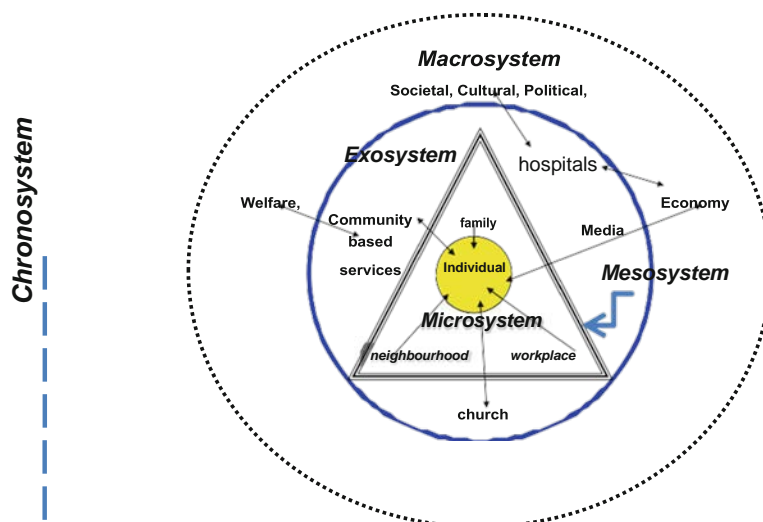 Macrosystem
Societal, Cultural, Political,
Chronosystem
Exosystem
hospitals
Welfare,
Economy
Community
based
services
family
Media
Individual
Mesosystem
Microsystem
neighbourhood
workplace
church